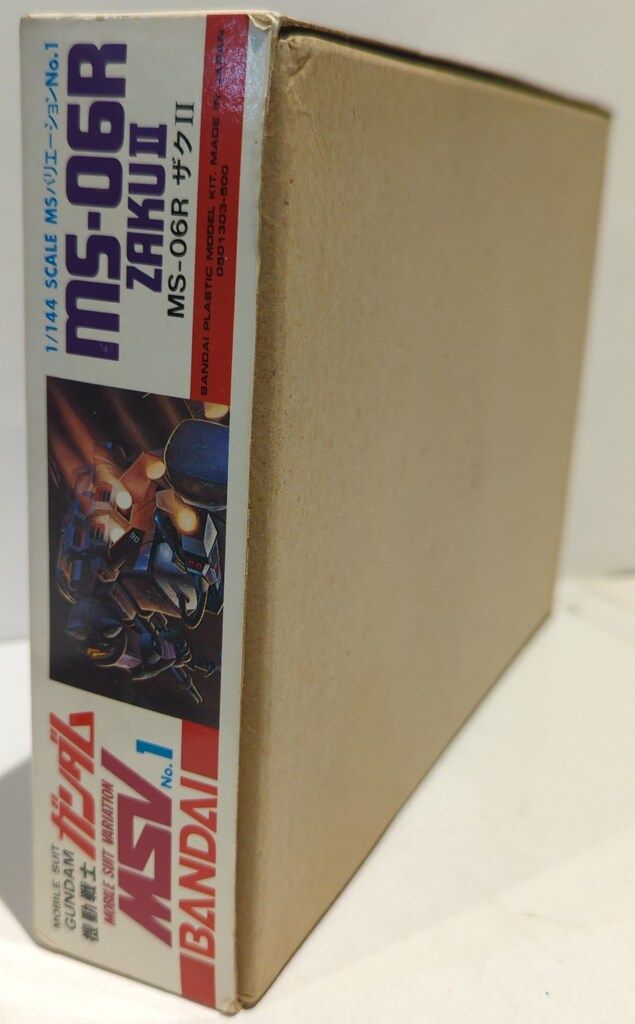 MOBILE SUIT
GUNDAM
機動戦士
ガンダム
MOBILE SUIT VARIATION
MSV No.1
BANDAI
90
1/144 SCALE MSバリエーションNo.1
MS-06R
ZAKU II
MS-06R ザク II
BANDAI PLASTIC MODEL KIT. MADE IN JAPAN
0501303-500